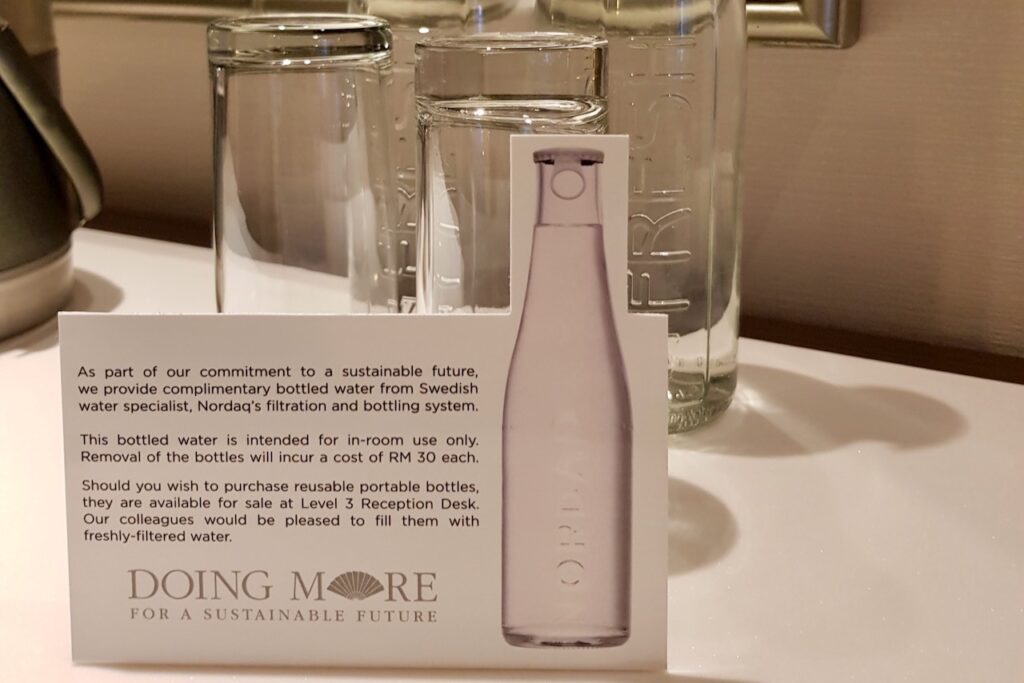 FRESH
As part of our commitment to a sustainable future,
we provide complimentary bottled water from Swedish
water specialist, Nordaq's filtration and bottling system.
This bottled water is intended for in-room use only.
Removal of the bottles will incur a cost of RM 30 each.
Should you wish to purchase reusable portable bottles,
they are available for sale at Level 3 Reception Desk.
Our colleagues would be pleased to fill them with
freshly-filtered water.
DOING MORE
FOR A SUSTAINABLE FUTURE